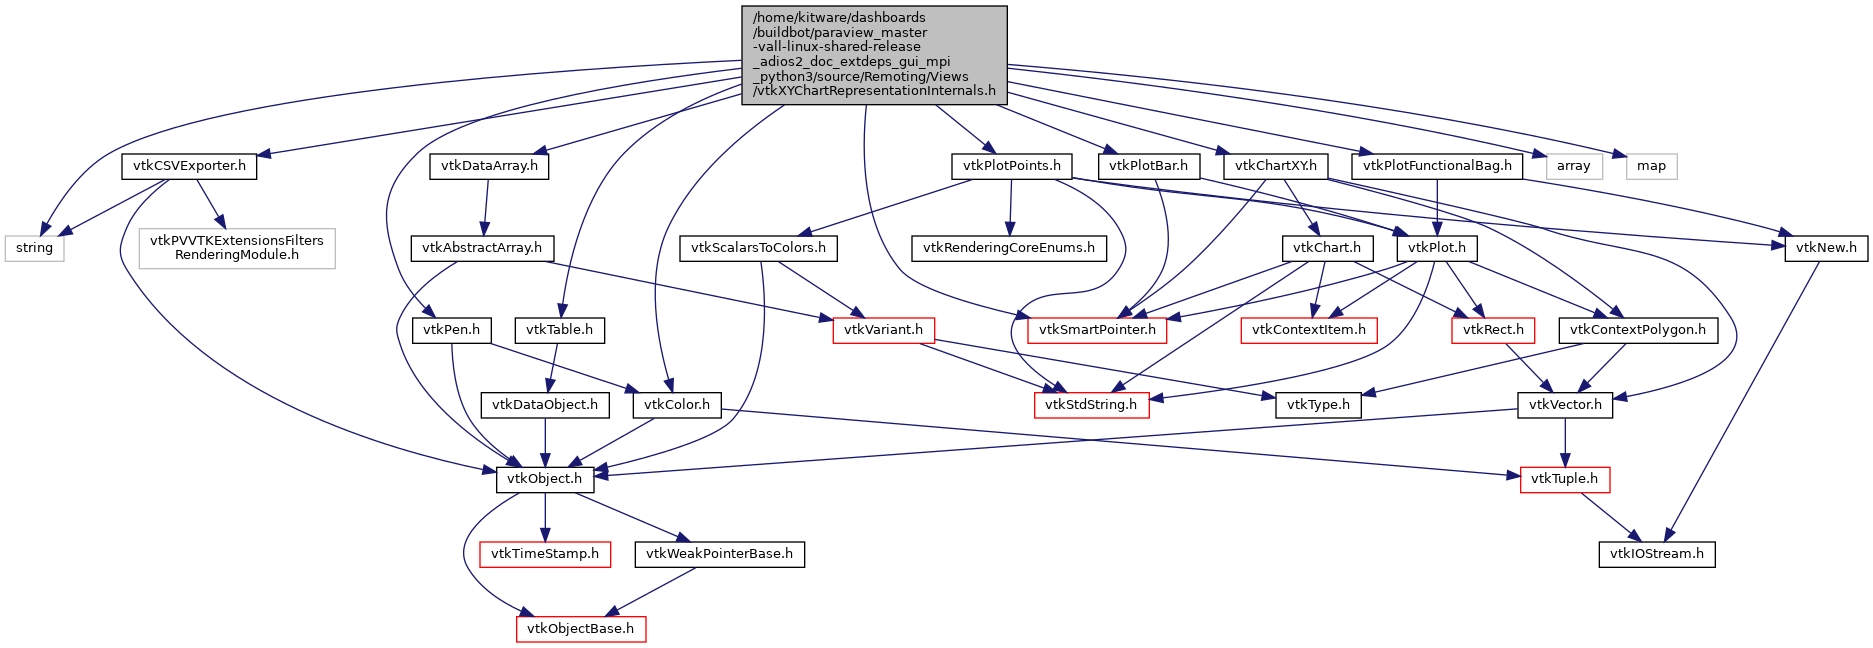 /home/kitware/dashboards
/buildbot/paraview_master
-vall-linux-shared-release
_adios2_doc_extdeps_gui_mpi
_python3/source/Remoting/Views
/vtkXYChartRepresentationInternals.h
vtkCSVExporter.h
vtkDataArray.h
vtkPlotPoints.h
vtkPlotBar.h
vtkChartXY.h
vtkPlotFunctionalBag.h
array
map
string
vtkPVVTKExtensionsFilters
RenderingModule.h
vtkAbstractArray.h
vtkScalarsToColors.h
vtkRenderingCoreEnums.h
vtkChart.h
vtkPlot.h
vtkNew.h
vtkPen.h
vtkTable.h
vtkVariant.h
vtkSmartPointer.h
vtkContextItem.h
vtkRect.h
vtkContextPolygon.h
vtkDataObject.h
vtkColor.h
vtkStdString.h
vtkType.h
vtkVector.h
vtkObject.h
vtkTuple.h
vtkTimeStamp.h
vtkWeakPointerBase.h
vtkIOStream.h
vtkObjectBase.h